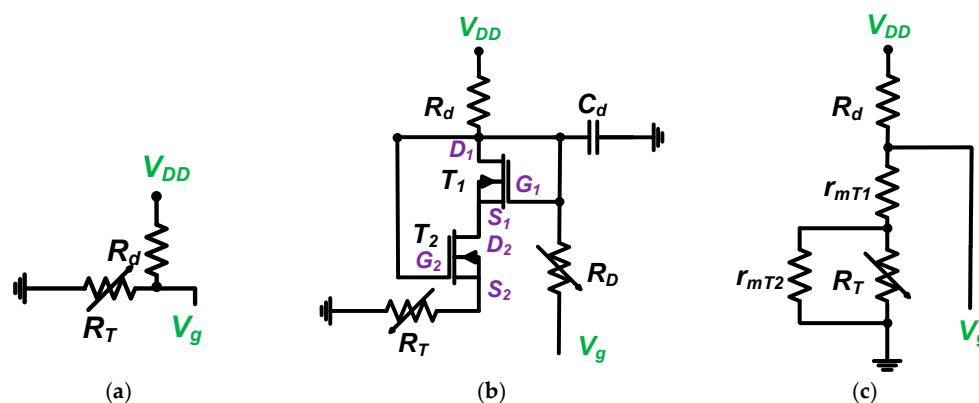 V_DD
R_d
R_T
V_g
(a)
V_DD
R_d
C_d
D_1
T_1
G_1
S_1
T_2
D_2
G_2
S_2
R_D
R_T
V_g
(b)
V_DD
R_d
r_mT1
r_mT2
R_T
V_g
(c)